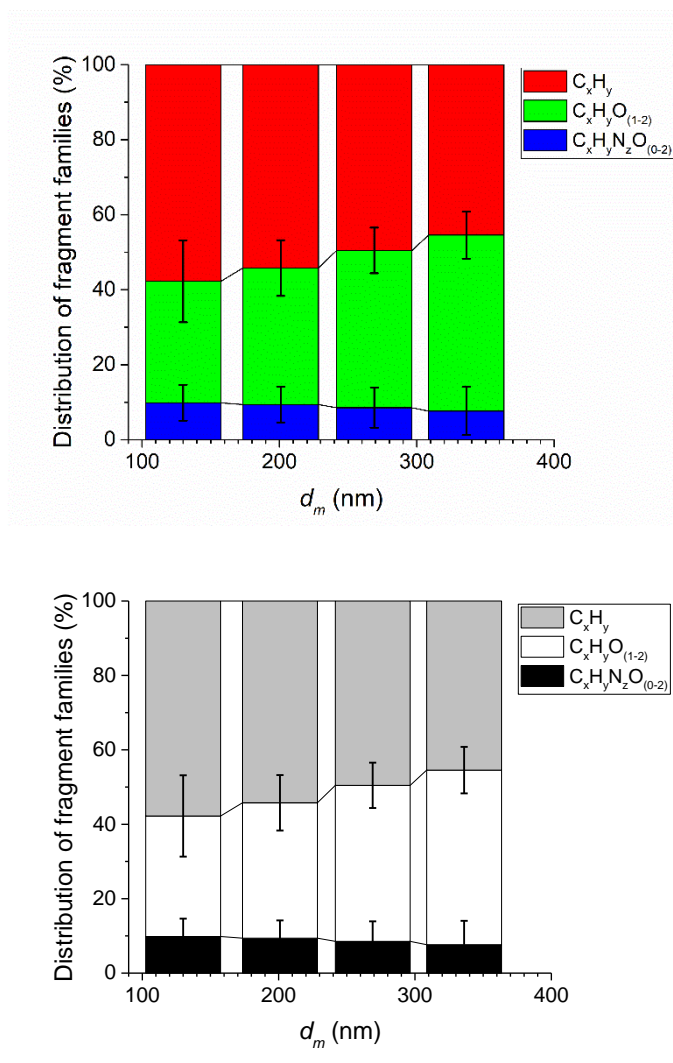 Distribution of fragment families (%)
100
80
60
40
20
0
100
200
300
400
d_m (nm)
C_xH_y
C_xH_yO_(1-2)
C_xH_yN_zO_(0-2)
Distribution of fragment families (%)
100
80
60
40
20
0
100
200
300
400
d_m (nm)
C_xH_y
C_xH_yO_(1-2)
C_xH_yN_zO_(0-2)